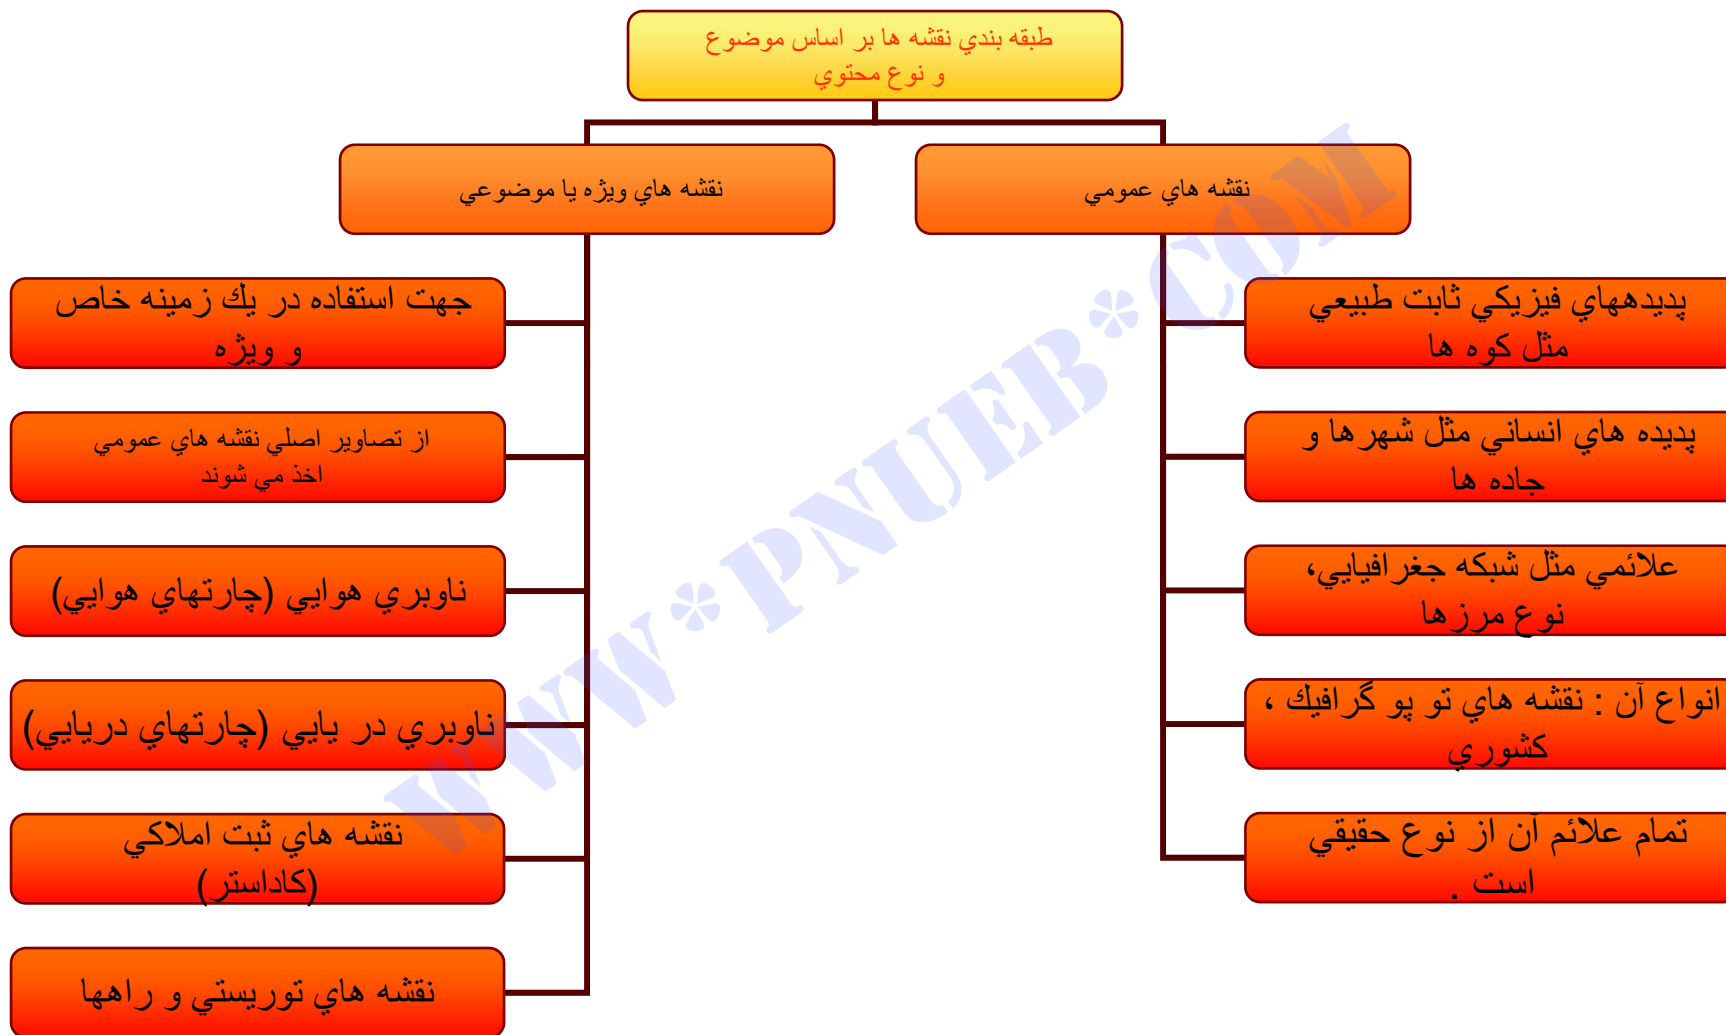 طبقه بندي نقشه ها بر اساس موضوع
و نوع محتوي
نقشه هاي عمومي
پديدههاي فيزيكي ثابت طبيعي
مثل كوه ها
پديده هاي انساني مثل شهرها و
جاده ها
علائمي مثل شبكه جغرافيايي،
نوع مرزها
انواع آن : نقشه هاي تو پو گرافيك ،
كشوري
تمام علائم آن از نوع حقيقي
است .
نقشه هاي ويژه يا موضوعي
جهت استفاده در يك زمينه خاص
و ويژه
از تصاوير اصلي نقشه هاي عمومي
اخذ مي شوند
ناوبري هوايي (چارتهاي هوايي)
ناوبري در يايي (چارتهاي دريايي)
نقشه هاي ثبت املاكي
(كاداستر)
نقشه هاي توريستي و راهها
WWW*PNUEB*COM